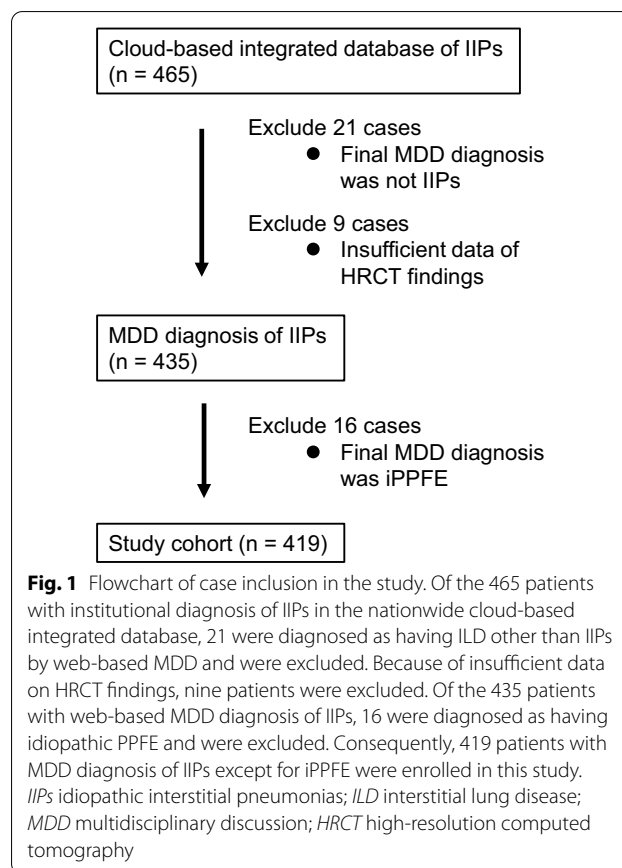 Cloud-based integrated database of IIPs
(n = 465)
Exclude 21 cases
● Final MDD diagnosis
was not IIPs
Exclude 9 cases
● Insufficient data of
HRCT findings
MDD diagnosis of IIPs
(n = 435)
Exclude 16 cases
● Final MDD diagnosis
was iPPFE
Study cohort (n = 419)
Fig. 1 Flowchart of case inclusion in the study. Of the 465 patients
with institutional diagnosis of IIPs in the nationwide cloud-based
integrated database, 21 were diagnosed as having ILD other than IIPs
by web-based MDD and were excluded. Because of insufficient data
on HRCT findings, nine patients were excluded. Of the 435 patients
with web-based MDD diagnosis of IIPs, 16 were diagnosed as having
idiopathic PPFE and were excluded. Consequently, 419 patients with
MDD diagnosis of IIPs except for iPPFE were enrolled in this study.
IIPs idiopathic interstitial pneumonias; ILD interstitial lung disease;
MDD multidisciplinary discussion; HRCT high-resolution computed
tomography